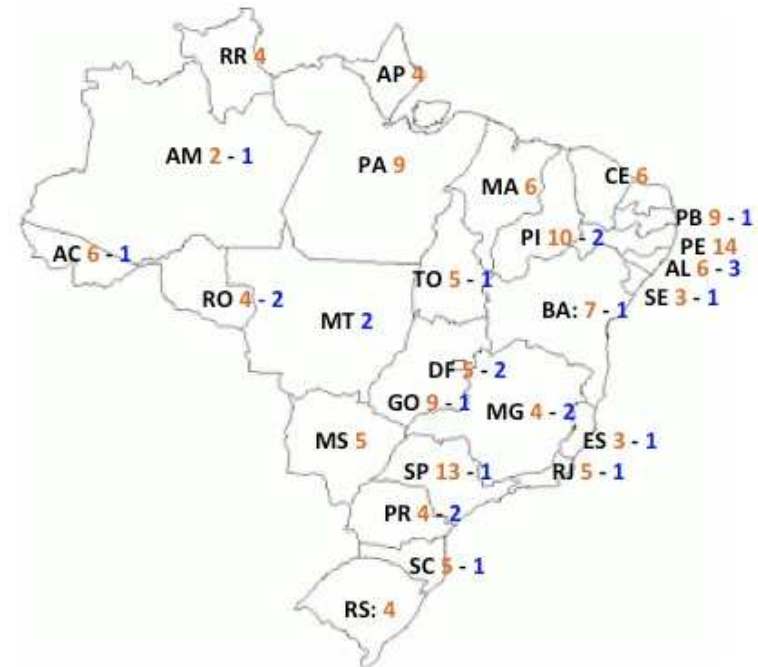 RR 4
AP 4
AM 2 - 1
PA 9
MA 6
CE 6
PB 9 - 1
PI 10 - 2
PE 14
AC 6 - 1
AL 6 - 3
TO 5 - 1
RO 4 - 2
SE 3 - 1
BA: 7 - 1
MT 2
DF 5 - 2
GO 9 - 1
MG 4 - 2
MS 5
ES 3 - 1
SP 13 - 1
RJ 5 - 1
PR 4 - 2
SC 5 - 1
RS: 4